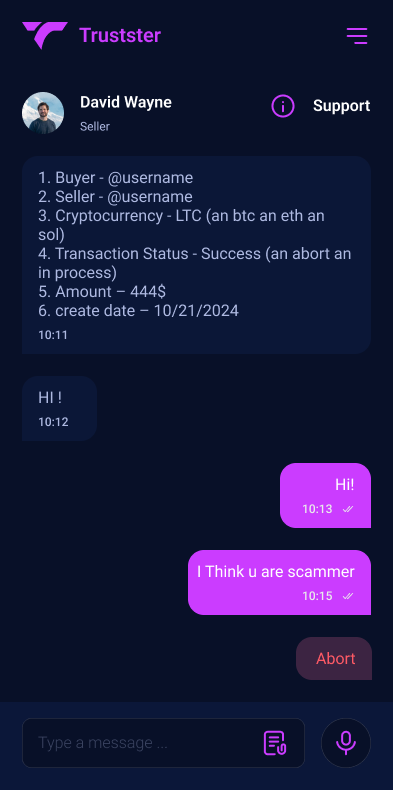 Trustster
David Wayne
Seller
Support
1. Buyer - @username
2. Seller - @username
3. Cryptocurrency - LTC (an btc an eth an
sol)
4. Transaction Status - Success (an abort an
in process)
5. Amount – 444$
6. create date – 10/21/2024
10:11
HI !
10:12
Hi!
10:13
I Think u are scammer
10:15
Abort
Type a message ...